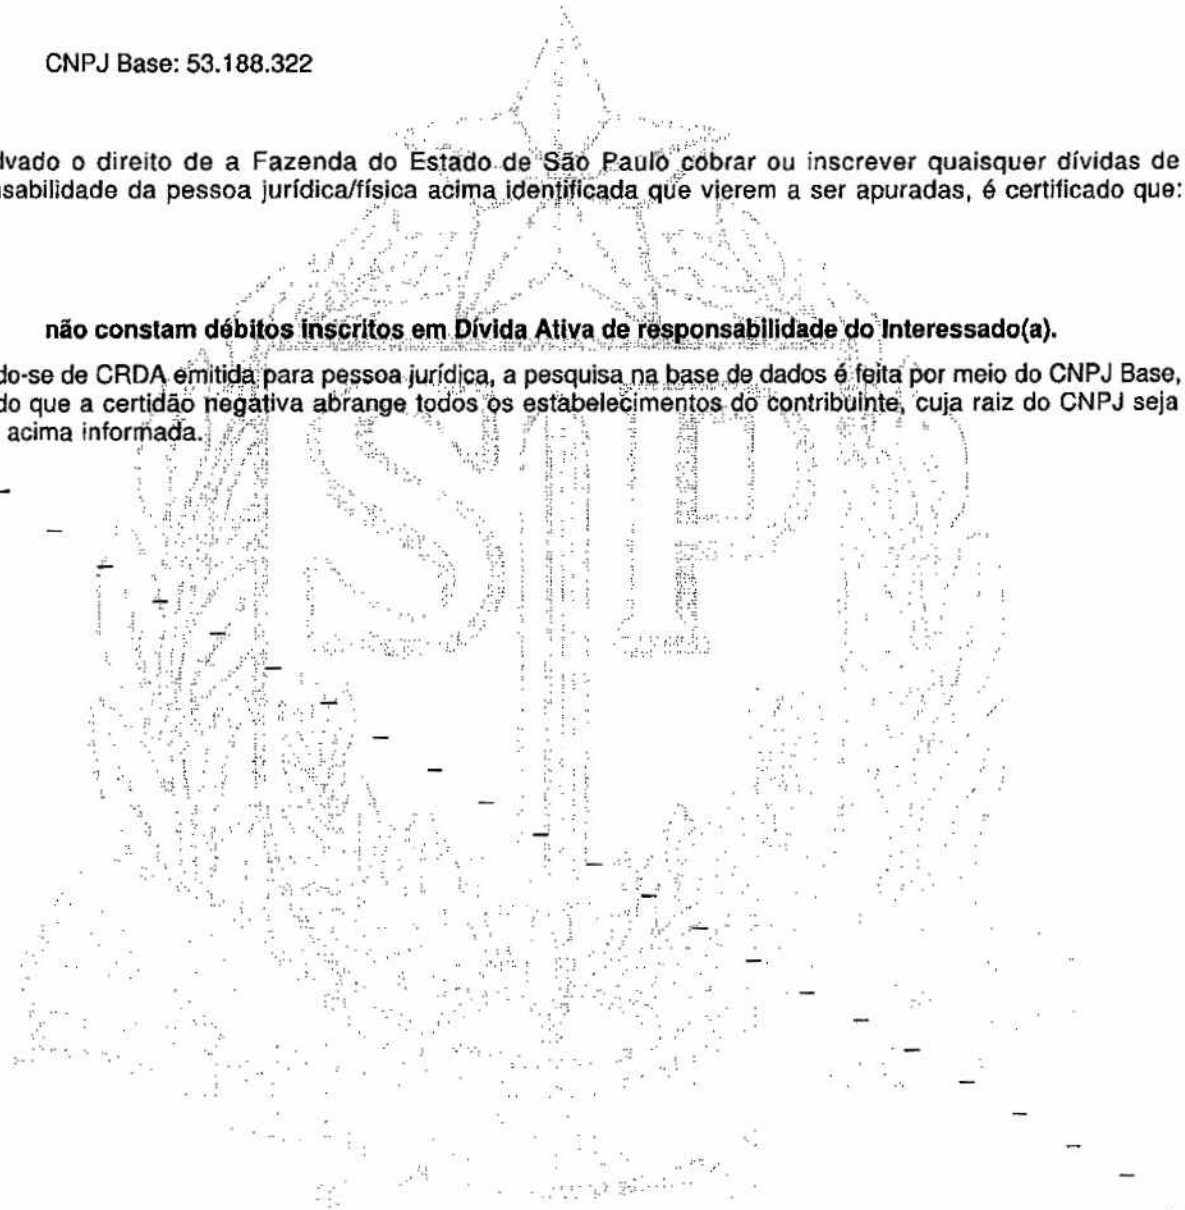 CNPJ Base: 53.188.322
lvado o direito de a Fazenda do Estado de São Paulo cobrar ou inscrever quaisquer dívidas de
nsabilidade da pessoa jurídica/física acima identificada que vierem a ser apuradas, é certificado que:
não constam débitos inscritos em Dívida Ativa de responsabilidade do Interessado(a).
do-se de CRDA emitida para pessoa jurídica, a pesquisa na base de dados é feita por meio do CNPJ Base,
do que a certidão negativa abrange todos os estabelecimentos do contribuinte, cuja raiz do CNPJ seja
acima informada.
SP